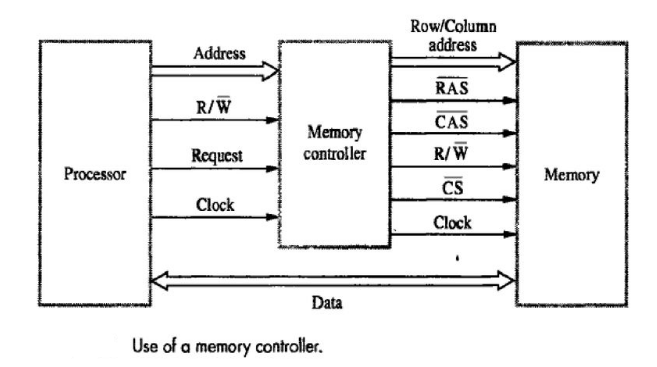 Row/Column
address
Address
RAS
R/W
CAS
Memory
controller
R/W
Request
Processor
Memory
CS
Clock
Clock
Data
Use of a memory controller.